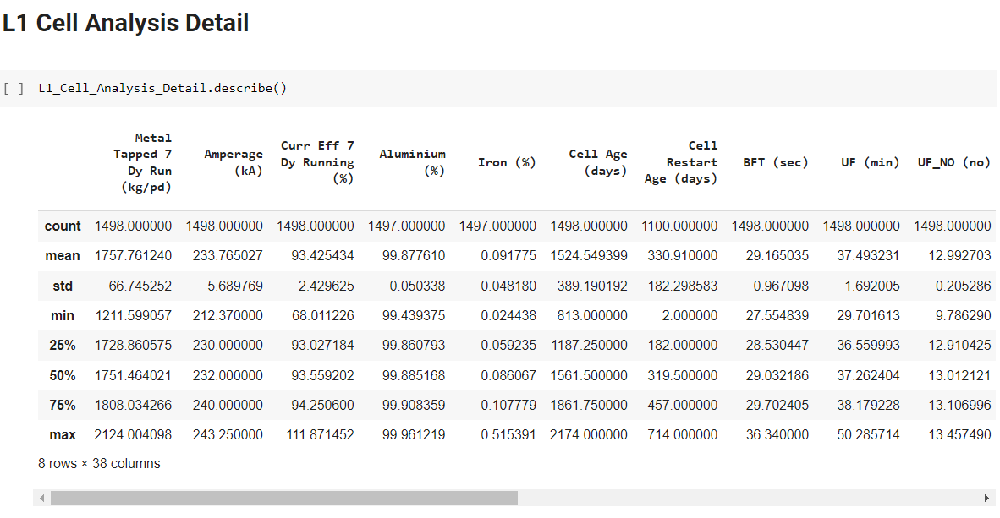 L1 Cell Analysis Detail
[ ] L1_Cell_Analysis_Detail.describe()
Metal Tapped 7 Dy Run (kg/pd) Amperage (kA) Curr Eff 7 Dy Running (%) Aluminium (%) Iron (%) Cell Age (days) Cell Restart Age (days) BFT (sec) UF (min) UF_NO (no)
count 1498.000000 1498.000000 1498.000000 1497.000000 1497.000000 1498.000000 1100.000000 1498.000000 1498.000000 1498.000000
mean 1757.761240 233.765027 93.425434 99.877610 0.091775 1524.549399 330.910000 29.165035 37.493231 12.992703
std 66.745252 5.689769 2.429625 0.050338 0.048180 389.190192 182.298583 0.967098 1.692005 0.205286
min 1211.599057 212.370000 68.011226 99.439375 0.024438 813.000000 2.000000 27.554839 29.701613 9.786290
25% 1728.860575 230.000000 93.027184 99.860793 0.059235 1187.250000 182.000000 28.530447 36.559993 12.910425
50% 1751.464021 232.000000 93.559202 99.885168 0.086067 1561.500000 319.500000 29.032186 37.262404 13.012121
75% 1808.034266 240.000000 94.250600 99.908359 0.107779 1861.750000 457.000000 29.702405 38.179228 13.106996
max 2124.004098 243.250000 111.871452 99.961219 0.515391 2174.000000 714.000000 36.340000 50.285714 13.457490
8 rows × 38 columns